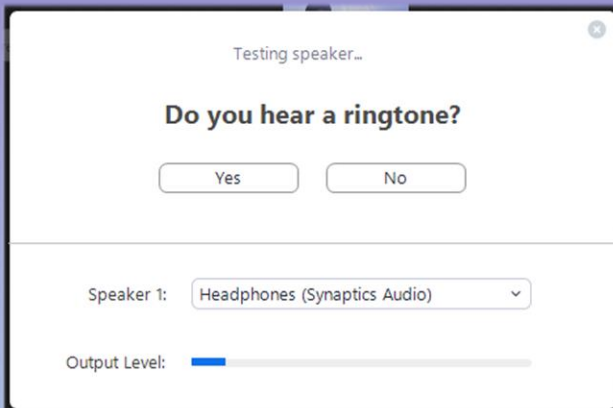 Testing speaker...
Do you hear a ringtone?
Yes No
Speaker 1: Headphones (Synaptics Audio)
Output Level: